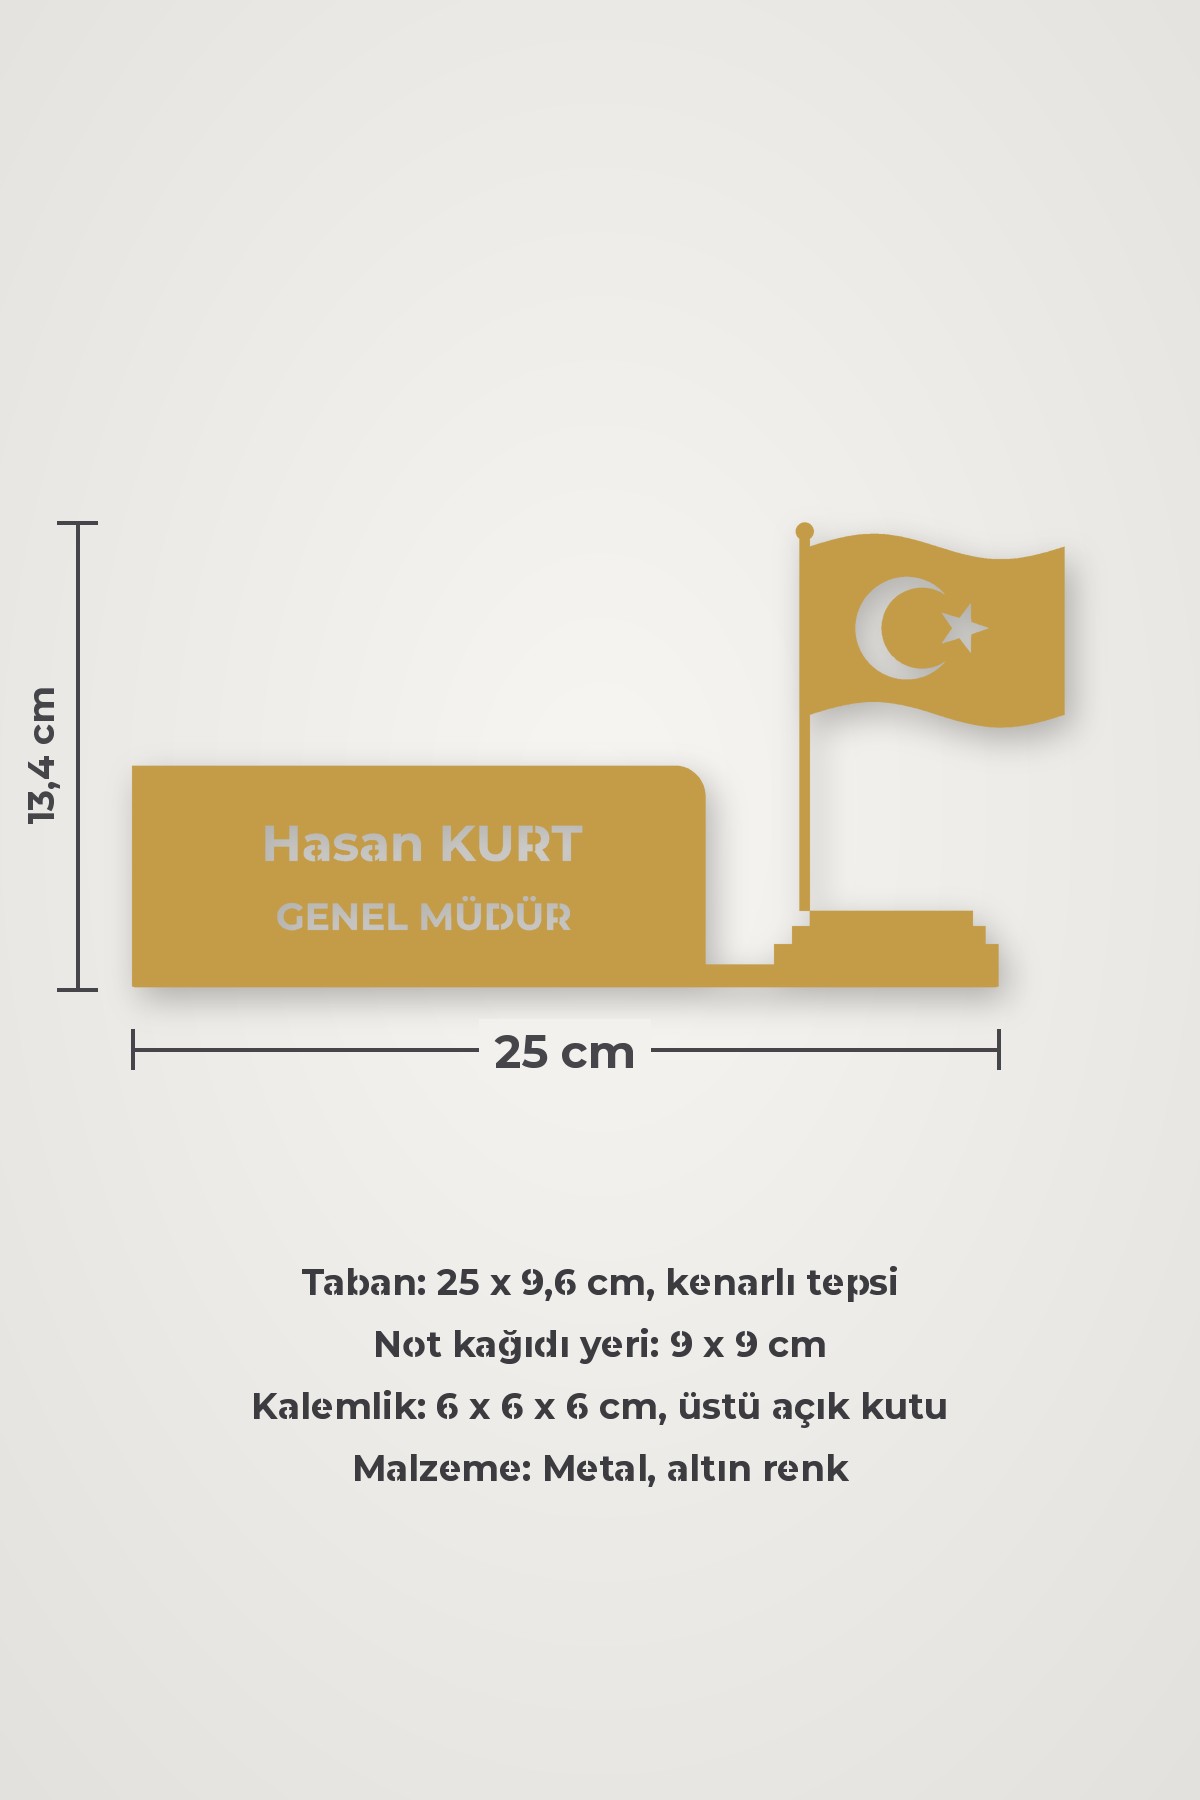 13,4 cm
Hasan KURT
GENEL MÜDÜR
25 cm
Taban: 25 x 9,6 cm, kenarlı tepsi
Not kağıdı yeri: 9 x 9 cm
Kalemlik: 6 x 6 x 6 cm, üstü açık kutu
Malzeme: Metal, altın renk